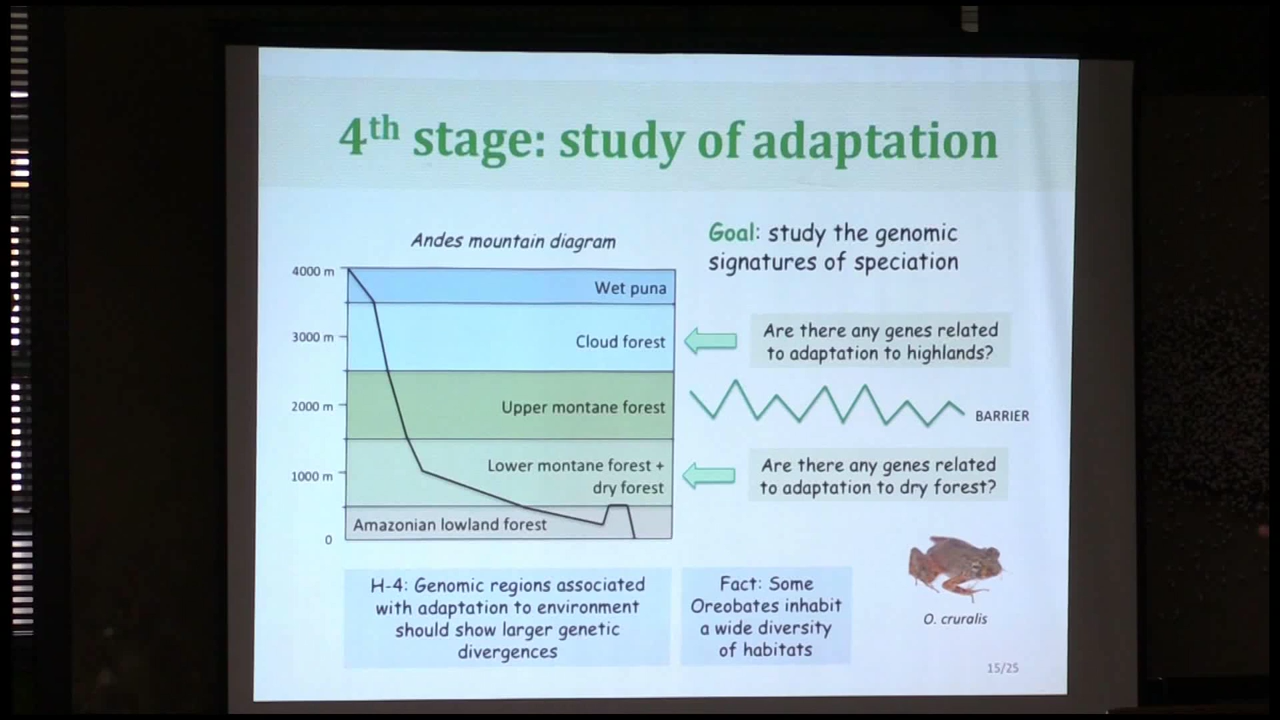 4th stage: study of adaptation
Andes mountain diagram
4000 m
3000 m
2000 m
1000 m
0
Wet puna
Cloud forest
Upper montane forest
Lower montane forest +
dry forest
Amazonian lowland forest
Goal: study the genomic
signatures of speciation
Are there any genes related
to adaptation to highlands?
BARRIER
Are there any genes related
to adaptation to dry forest?
H-4: Genomic regions associated
with adaptation to environment
should show larger genetic
divergences
Fact: Some
Oreobates inhabit
a wide diversity
of habitats
O. cruralis
15/25